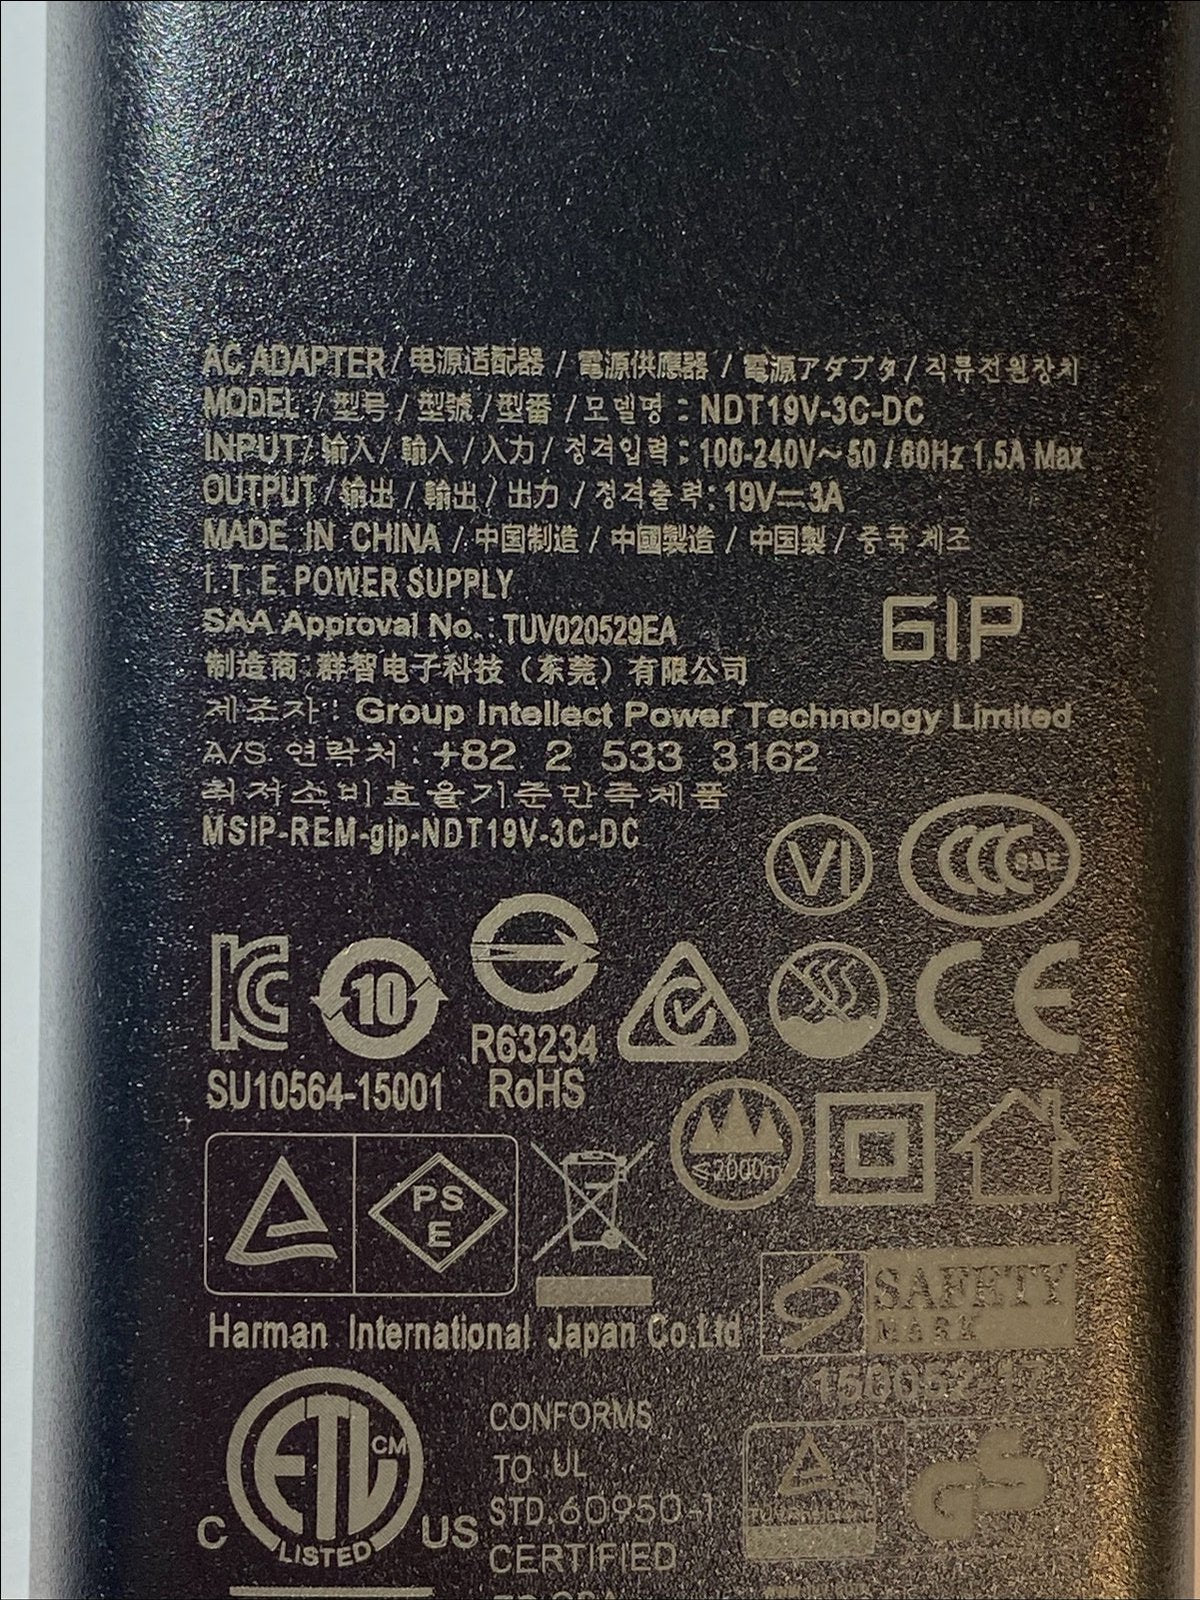 AC ADAPTER / 电源适配器 / 電源供應器 / 電源アダプタ / 직류전원장치
MODEL / 型号 / 型號 / 型番 / 모델명 : NDT19V-3C-DC
INPUT / 输入 / 輸入 / 入力 / 정격입력 : 100-240V~50 / 60Hz 1.5A Max
OUTPUT / 输出 / 輸出 / 出力 / 정격출력 : 19V⎓3A
MADE IN CHINA / 中国制造 / 中國製造 / 中国製 / 중국 제조
I. T. E. POWER SUPPLY
SAA Approval No. : TUV020529EA
GIP
制造商 : 群智电子科技（东莞）有限公司
제조자 : Group Intellect Power Technology Limited
A/S 연락처 : +82 2 533 3162
최저소비효율기준만족제품
MSIP-REM-gip-NDT19V-3C-DC
VI
CCC S&E
KC
10
CE
R63234
SU10564-15001
RoHS
≤2000m
PS
E
Harman International Japan Co.Ltd
SAFETY
MARK
150052-17
ETL CM
C US
LISTED
CONFORMS
TO UL
STD.60950-1
CERTIFIED
GS